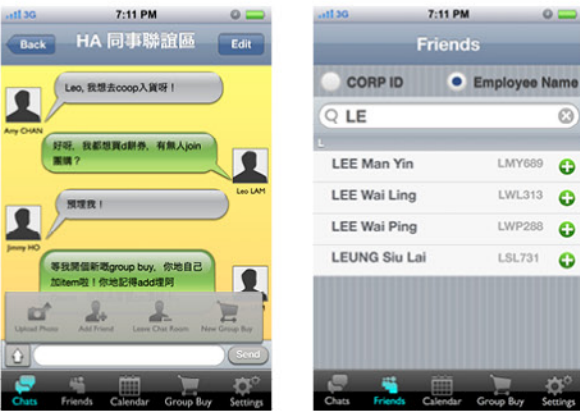 3G 7:11 PM
Back HA 同事聯誼區 Edit
Leo, 我想去coop入貨呀！
Amy CHAN
好呀, 我都想買d餅券, 有無人join
團購？
Leo LAM
預埋我！
Jimmy HO
等我開個新嘅group buy, 你地自己
加item啦！你地記得add埋阿
Upload Photo Add Friend Leave Chat Room New Group Buy
Send
Chats Friends Calendar Group Buy Settings
3G 7:11 PM
Friends
CORP ID Employee Name
LE
L
LEE Man Yin LMY689
LEE Wai Ling LWL313
LEE Wai Ping LWP288
LEUNG Siu Lai LSL731
Chats Friends Calendar Group Buy Settings